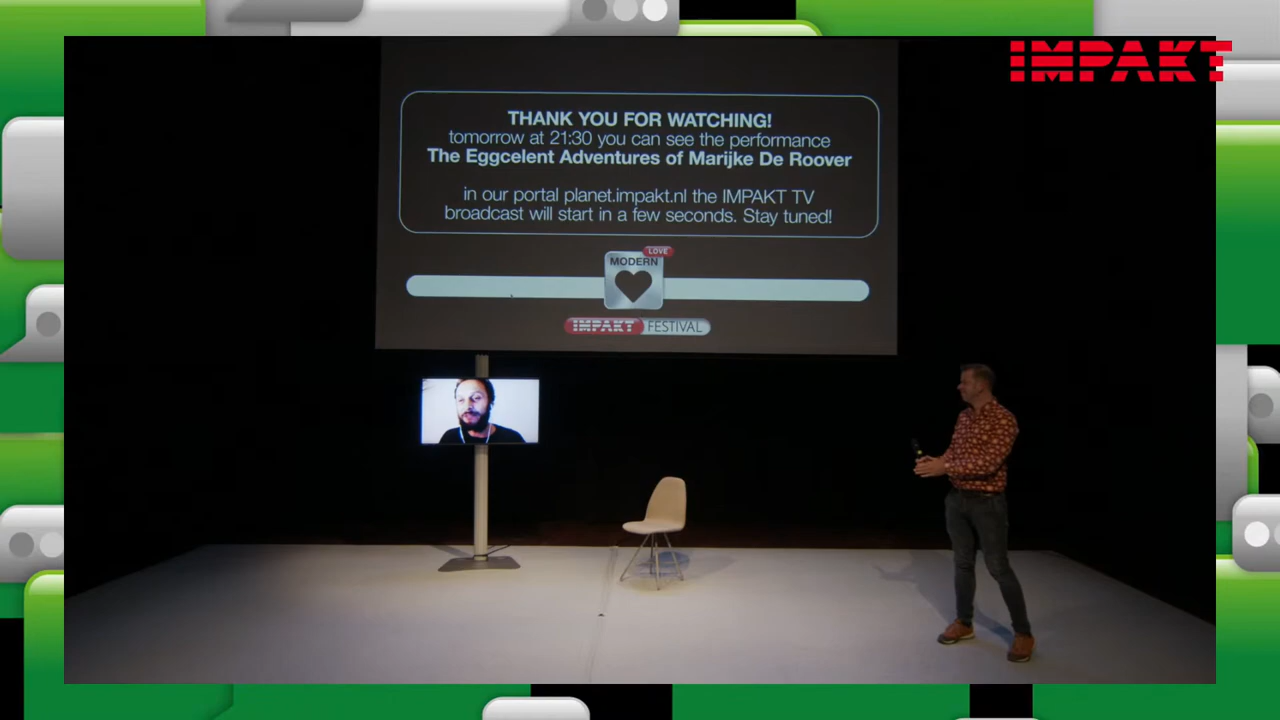 IMPAKT
THANK YOU FOR WATCHING!
tomorrow at 21:30 you can see the performance
The Eggcelent Adventures of Marijke De Roover
in our portal planet.impakt.nl the IMPAKT TV
broadcast will start in a few seconds. Stay tuned!
LOVE
MODERN
IMPAKT FESTIVAL